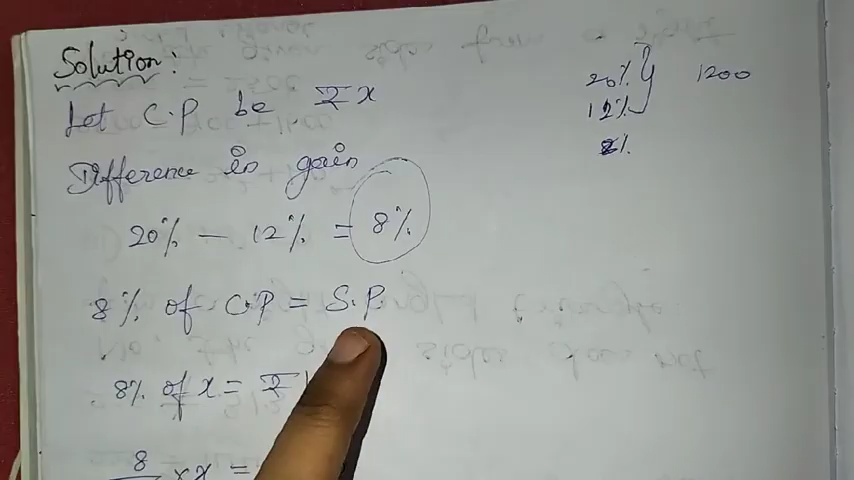 Solution:
Let C.P be ₹ x
Difference in gain
20% - 12% = 8%
8% of C.P = S.P.
8% of x = ₹
8 × x =
20%
12% } 1200
8%